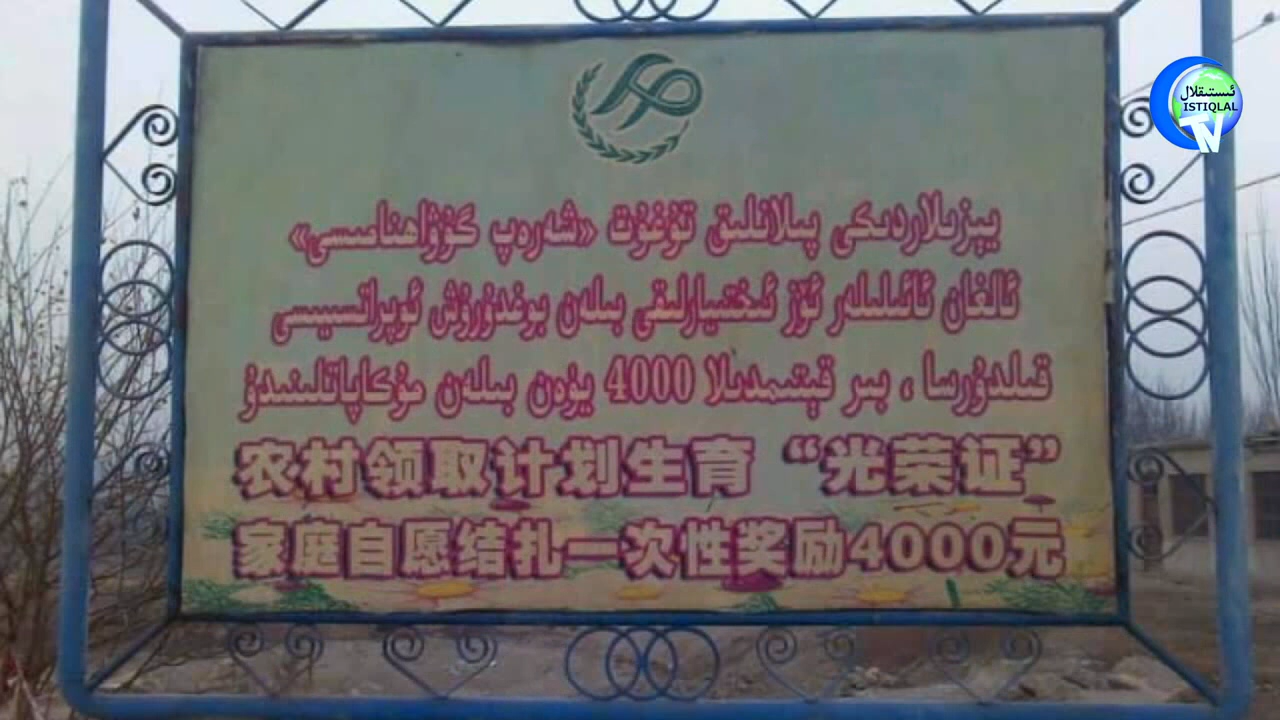 ئىستىقلال
ISTIQLAL
TV
يېزىلاردىكى پىلانلىق تۇغۇت «شەرەپ گۇۋاھنامىسى»
ئالغان ئائىلىلەر ئۆز ئىختىيارلىقى بىلەن بوغدۇرۇش ئوپراتسىيىسى
قىلدۇرسا ، بىر قېتىمدىلا 4000 يۈەن بىلەن مۇكاپاتلىنىدۇ
农村领取计划生育“光荣证”
家庭自愿结扎一次性奖励4000元